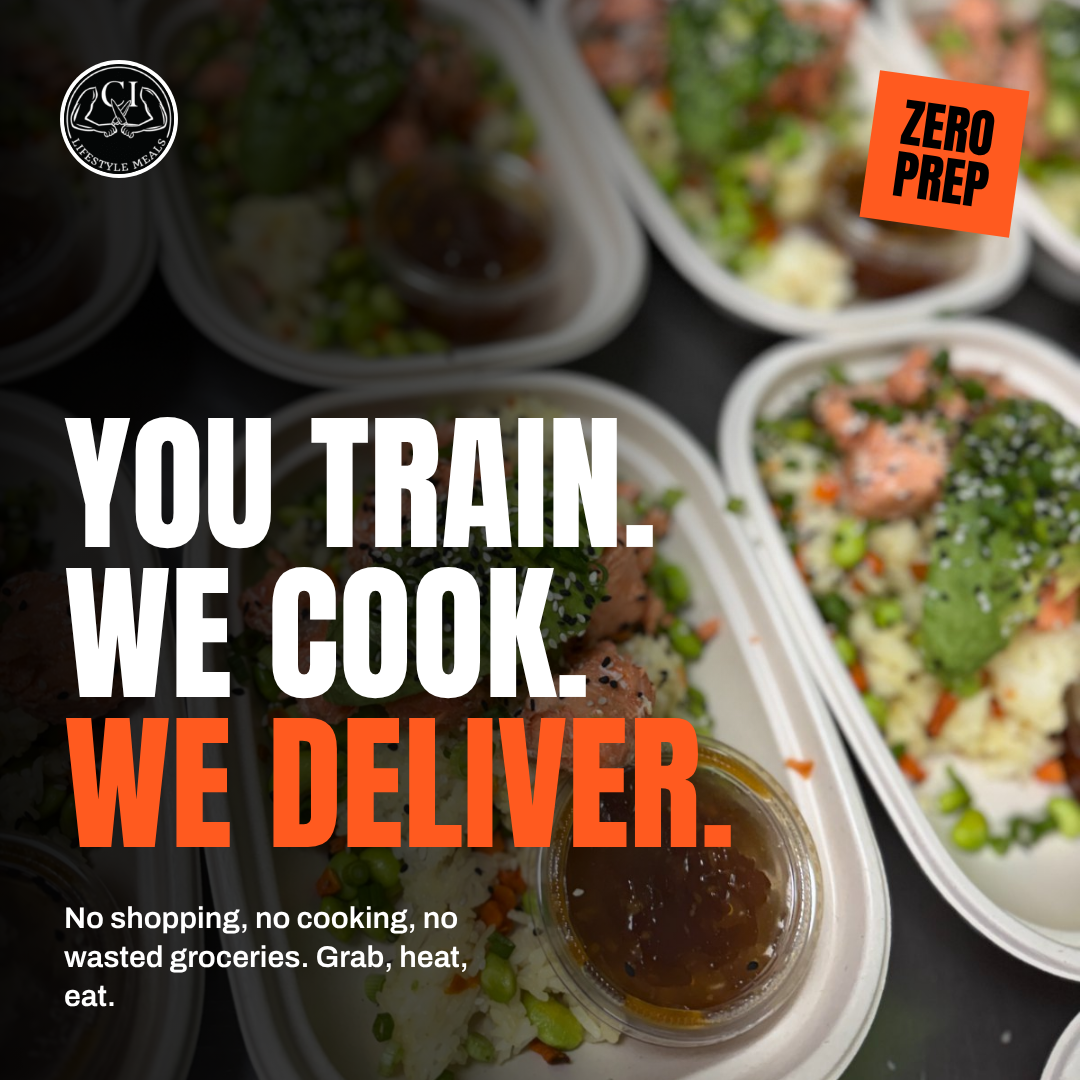 CI
LIFESTYLE MEALS
ZERO
PREP
YOU TRAIN.
WE COOK.
WE DELIVER.
No shopping, no cooking, no
wasted groceries. Grab, heat,
eat.